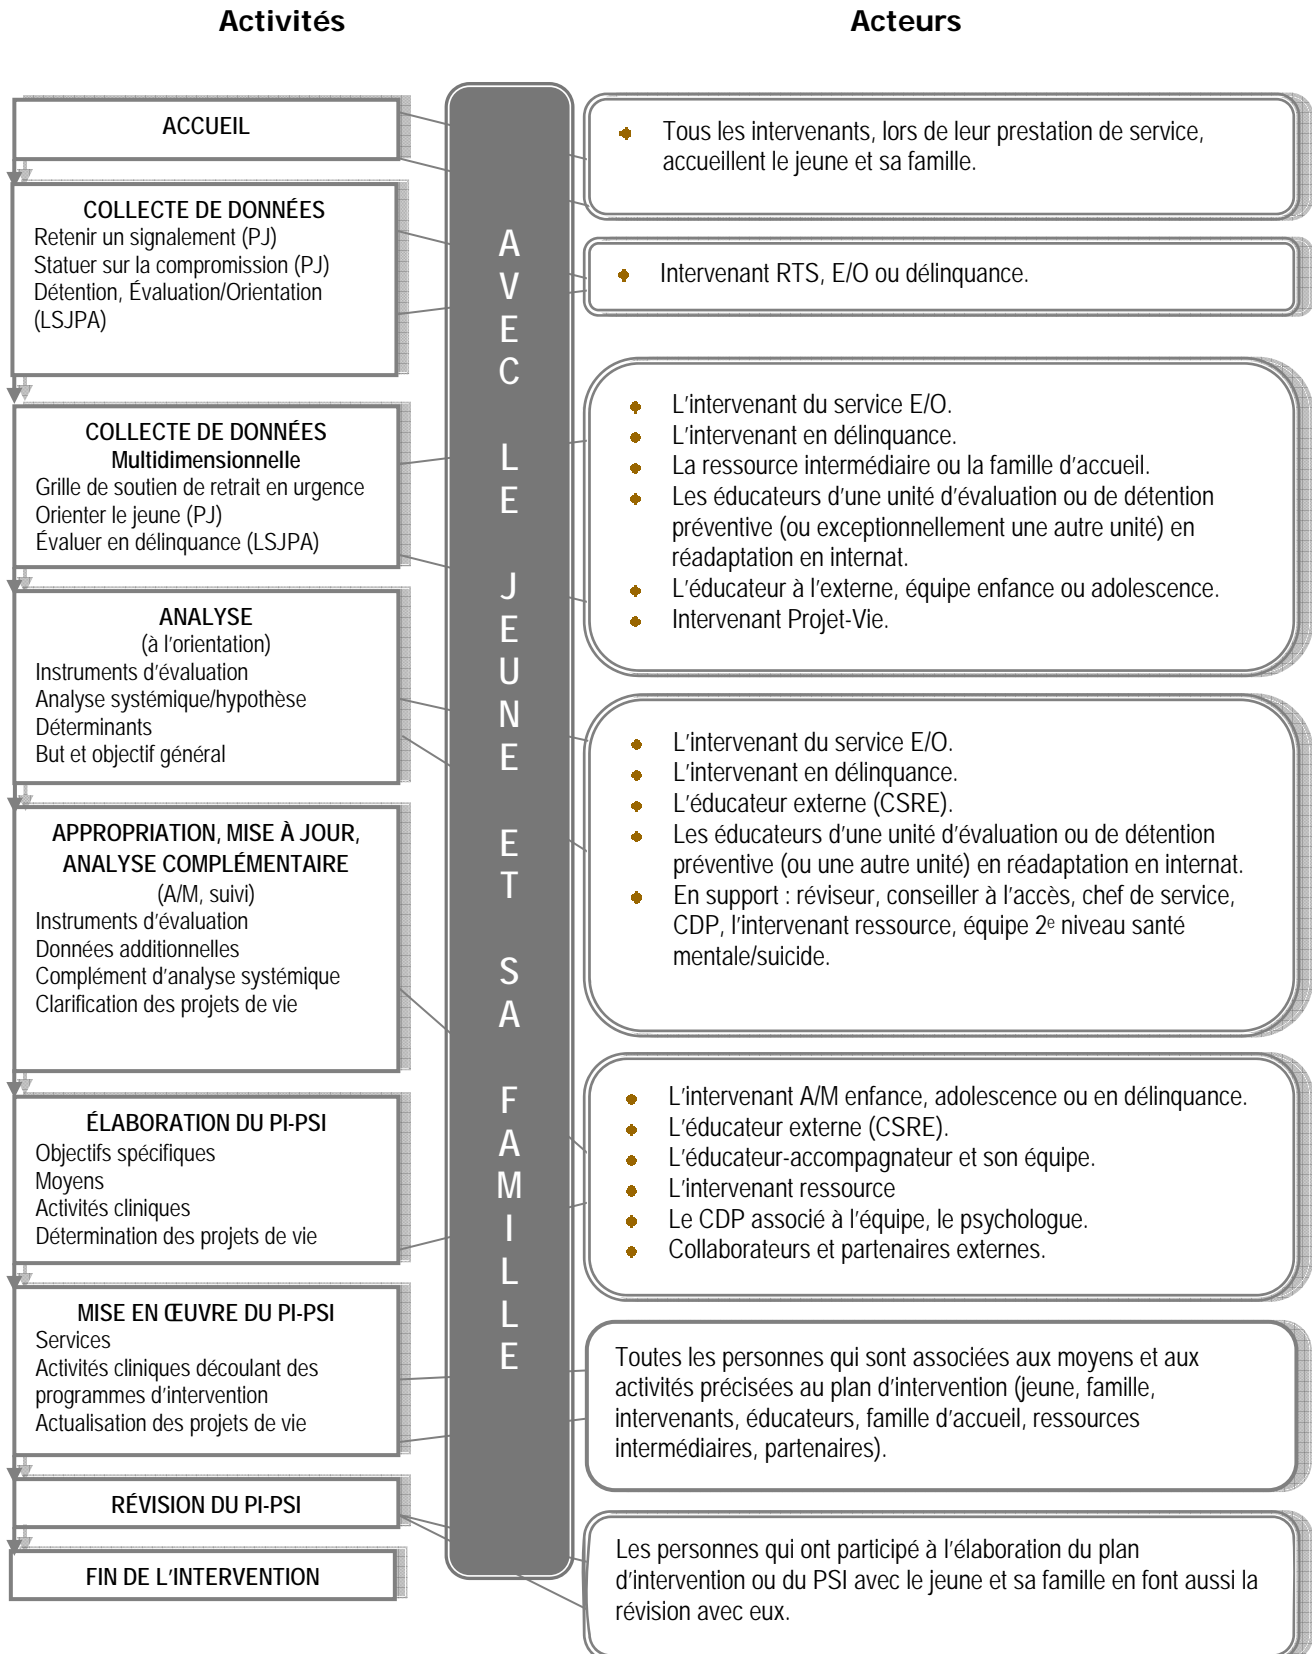 Activités
Acteurs
ACCUEIL
Tous les intervenants, lors de leur prestation de service,
accueillent le jeune et sa famille.
COLLECTE DE DONNÉES
Retenir un signalement (PJ)
Statuer sur la compromission (PJ)
Détention, Évaluation/Orientation
(LSJPA)
Intervenant RTS, E/O ou délinquance.
COLLECTE DE DONNÉES
Multidimensionnelle
Grille de soutien de retrait en urgence
Orienter le jeune (PJ)
Évaluer en délinquance (LSJPA)
L'intervenant du service E/O.
L'intervenant en délinquance.
La ressource intermédiaire ou la famille d'accueil.
Les éducateurs d'une unité d'évaluation ou de détention
préventive (ou exceptionnellement une autre unité) en
réadaptation en internat.
L'éducateur à l'externe, équipe enfance ou adolescence.
Intervenant Projet-Vie.
ANALYSE
(à l'orientation)
Instruments d'évaluation
Analyse systémique/hypothèse
Déterminants
But et objectif général
L'intervenant du service E/O.
L'intervenant en délinquance.
L'éducateur externe (CSRE).
Les éducateurs d'une unité d'évaluation ou de détention
préventive (ou une autre unité) en réadaptation en internat.
En support : réviseur, conseiller à l'accès, chef de service,
CDP, l'intervenant ressource, équipe 2e niveau santé
mentale/suicide.
APPROPRIATION, MISE À JOUR,
ANALYSE COMPLÉMENTAIRE
(A/M, suivi)
Instruments d'évaluation
Données additionnelles
Complément d'analyse systémique
Clarification des projets de vie
L'intervenant A/M enfance, adolescence ou en délinquance.
L'éducateur externe (CSRE).
L'éducateur-accompagnateur et son équipe.
L'intervenant ressource
Le CDP associé à l'équipe, le psychologue.
Collaborateurs et partenaires externes.
ÉLABORATION DU PI-PSI
Objectifs spécifiques
Moyens
Activités cliniques
Détermination des projets de vie
MISE EN ŒUVRE DU PI-PSI
Services
Activités cliniques découlant des
programmes d'intervention
Actualisation des projets de vie
Toutes les personnes qui sont associées aux moyens et aux
activités précisées au plan d'intervention (jeune, famille,
intervenants, éducateurs, famille d'accueil, ressources
intermédiaires, partenaires).
RÉVISION DU PI-PSI
FIN DE L'INTERVENTION
Les personnes qui ont participé à l'élaboration du plan
d'intervention ou du PSI avec le jeune et sa famille en font aussi la
révision avec eux.
AVEC LE JEUNE ET SA FAMILLE